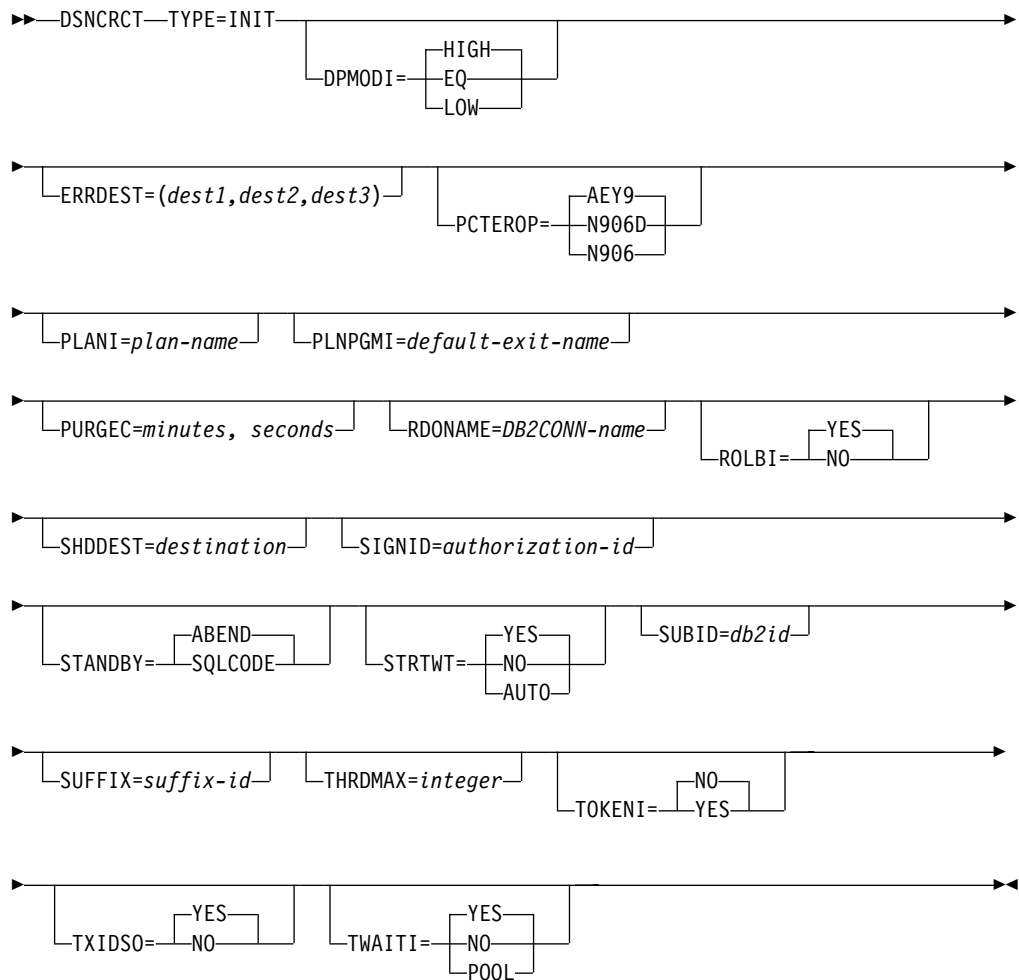 DSNCRCT TYPE=INIT
DPMODI= HIGH
EQ
LOW
ERRDEST=(dest1,dest2,dest3)
PCTEROP= AEY9
N906D
N906
PLANI=plan-name PLNPGMI=default-exit-name
PURGEC=minutes, seconds RDONAME=DB2CONN-name
ROLBI= YES
NO
SHDDEST=destination SIGNID=authorization-id
STANDBY= ABEND
SQLCODE
STRTWT= YES
NO
AUTO
SUBID=db2id
SUFFIX=suffix-id THRDMAX=integer
TOKENI= NO
YES
TXIDSO= YES
NO
TWAITI= YES
NO
POOL